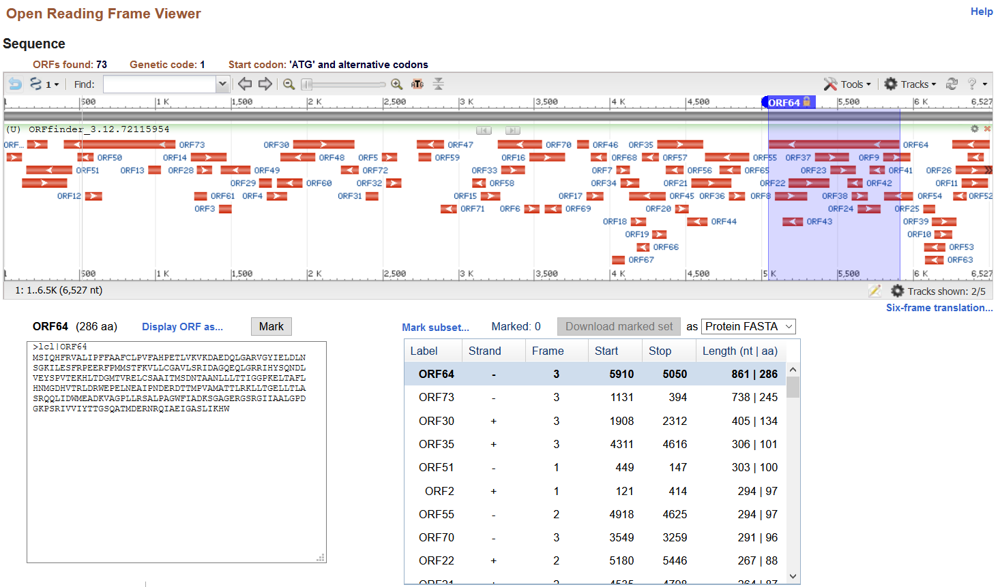 Open Reading Frame Viewer
Help
Sequence
ORFs found: 73 Genetic code: 1 Start codon: 'ATG' and alternative codons
1 Find: ATG Tools Tracks ?
1 500 1 K 1,500 2 K 2,500 3 K 3,500 4 K 4,500 ORF64 5,500 6 K 6,527
(U) ORFfinder_3.12.72115954
ORF... ORF73 ORF30 ORF47 ORF70 ORF46 ORF35 ORF64
ORF50 ORF14 ORF48 ORF5 ORF59 ORF16 ORF68 ORF57 ORF55 ORF37 ORF9
ORF51 ORF13 ORF28 ORF49 ORF72 ORF33 ORF7 ORF56 ORF65 ORF23 ORF41 ORF26
ORF29 ORF60 ORF32 ORF58 ORF34 ORF21 ORF22 ORF42 ORF11
ORF12 ORF61 ORF4 ORF31 ORF15 ORF17 ORF45 ORF36 ORF8 ORF38 ORF54 ORF52
ORF3 ORF71 ORF6 ORF69 ORF20 ORF24 ORF25
ORF18 ORF44 ORF43 ORF39
ORF19 ORF10
ORF66 ORF53
ORF67 ORF63
1 500 1 K 1,500 2 K 2,500 3 K 3,500 4 K 4,500 5 K 5,500 6 K 6,527
1: 1..6.5K (6,527 nt) Tracks shown: 2/5
Six-frame translation...
ORF64 (286 aa) Display ORF as... Mark
>lcl|ORF64
MSIQHFRVALIPFFAAFCLPVFAHPETLVKVKDAEDQLGARVGYIELDLN
SGKILESFRPEERFPMMSTFKVLLCGAVLSRIDAGQEQLGRRIHYSQNDL
VEYSPVTEKHLTDGMTVRELCSAAITMSDNTAANLLLTTIGGPKELTAFL
HNMGDHVTRLDRWEPELNEAIPNDERDTTMPVAMATTLRKLLTGELLTLA
SRQQLIDWMEADKVAGPLLRSALPAGWFIADKSGAGERGSRGIIAALGPD
GKPSRIVVIYTTGSQATMDERNRQIAEIGASLIKHW
Mark subset... Marked: 0 Download marked set as Protein FASTA
Label Strand Frame Start Stop Length (nt | aa)
ORF64 - 3 5910 5050 861 | 286
ORF73 - 3 1131 394 738 | 245
ORF30 + 3 1908 2312 405 | 134
ORF35 + 3 4311 4616 306 | 101
ORF51 - 1 449 147 303 | 100
ORF2 + 1 121 414 294 | 97
ORF55 - 2 4918 4625 294 | 97
ORF70 - 3 3549 3259 291 | 96
ORF22 + 2 5180 5446 267 | 88
ORF21 + 2 4535 4798 264 | 87